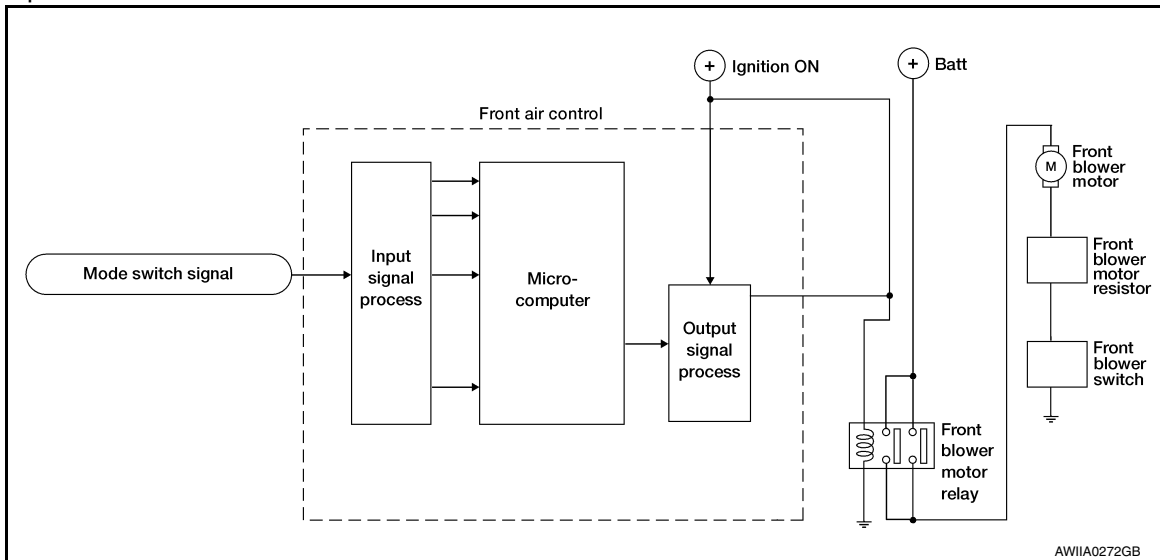 + Ignition ON
+ Batt
Front air control
Front
blower
motor
M
Input
signal
process
Micro-
computer
Mode switch signal
Front
blower
motor
resistor
Output
signal
process
Front
blower
switch
Front
blower
motor
relay
AWIIA0272GB